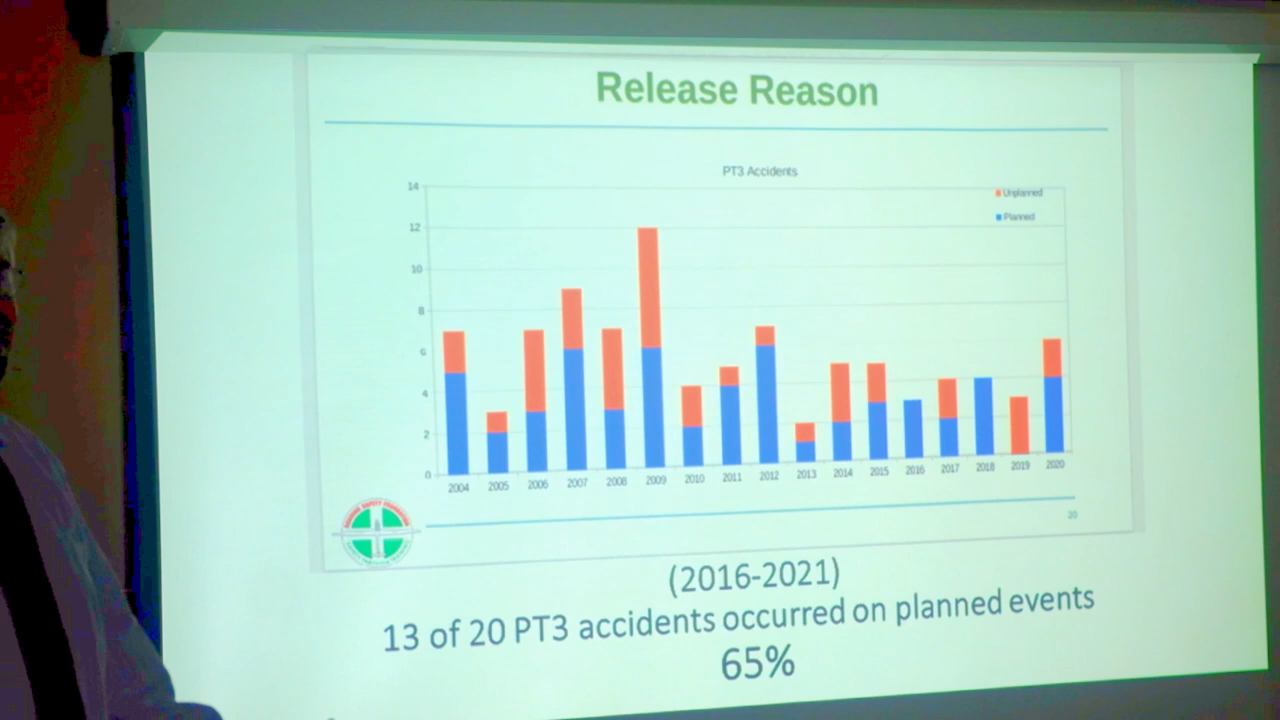 Release Reason
PT3 Accidents
Unplanned
Planned
14
12
10
8
6
4
2
0
2004 2005 2006 2007 2008 2009 2010 2011 2012 2013 2014 2015 2016 2017 2018 2019 2020
20
(2016-2021)
13 of 20 PT3 accidents occurred on planned events
65%